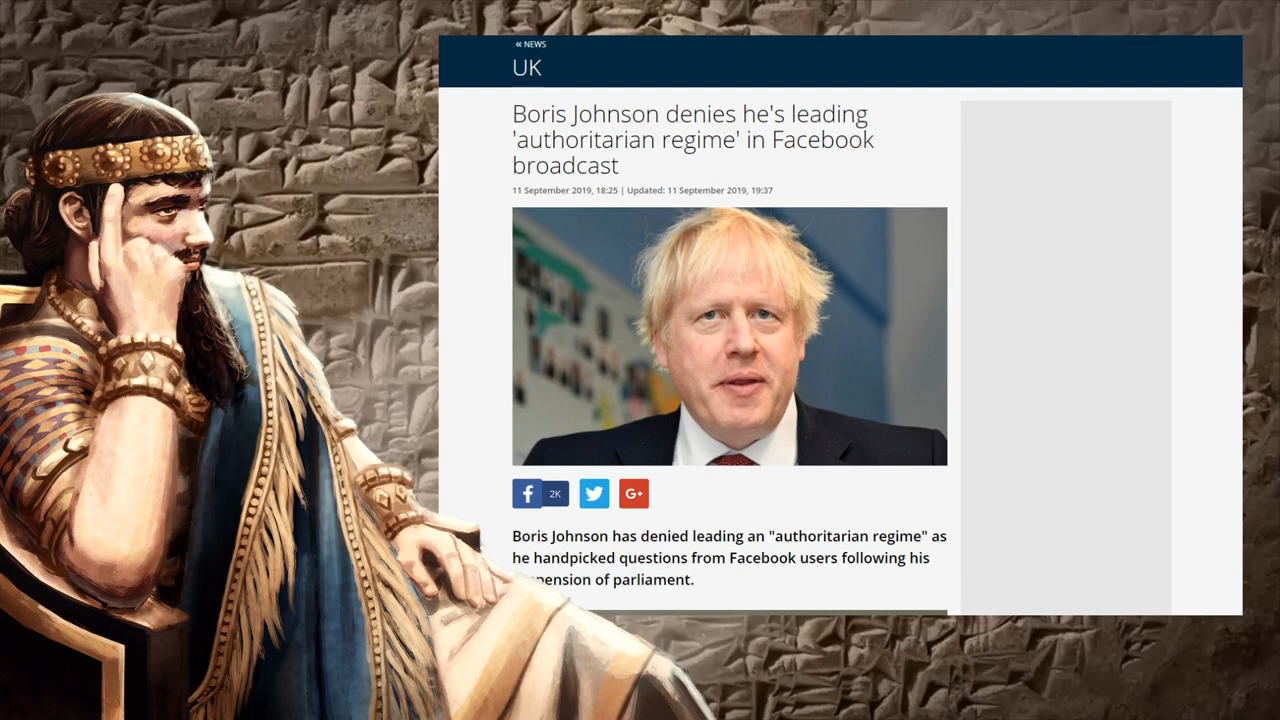 « NEWS
UK
Boris Johnson denies he's leading
'authoritarian regime' in Facebook
broadcast
11 September 2019, 18:25 | Updated: 11 September 2019, 19:37
f 2K G+
Boris Johnson has denied leading an "authoritarian regime" as
he handpicked questions from Facebook users following his
pension of parliament.